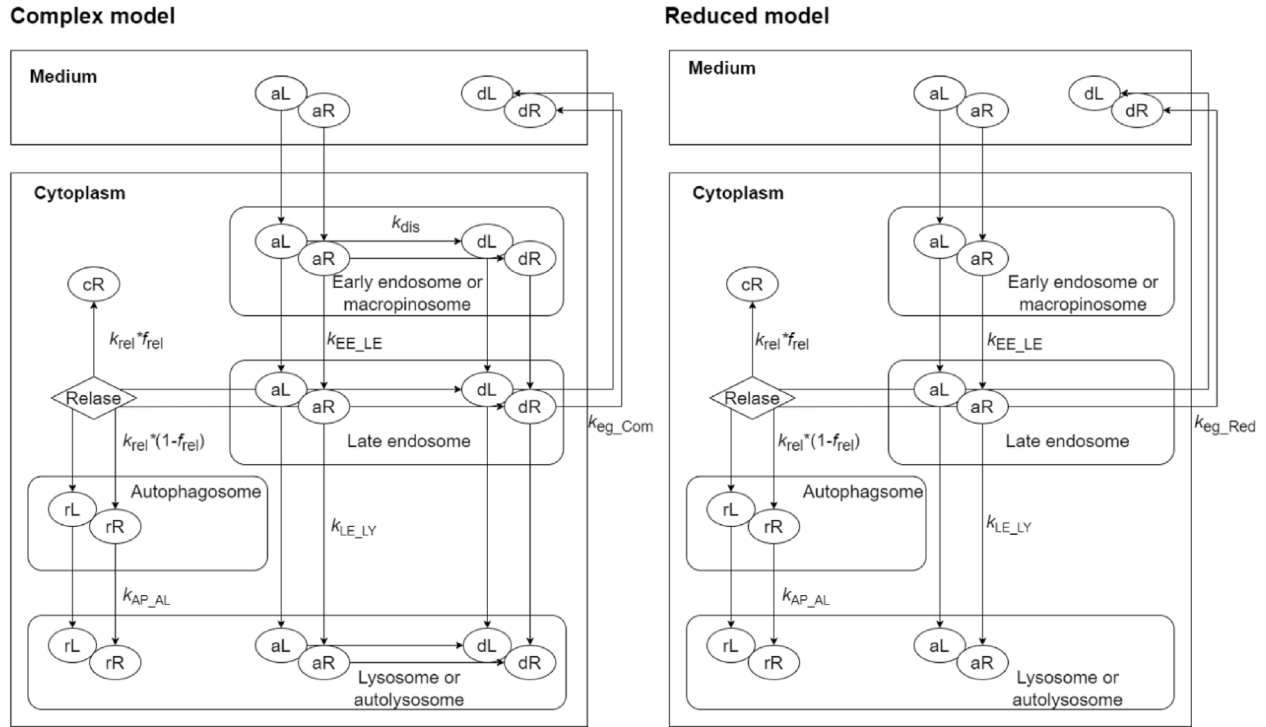 Complex model
Medium
aL
aR
dL
dR
Cytoplasm
k_dis
aL
aR
dL
dR
Early endosome or
macropinosome
cR
k_rel*f_rel
k_EE_LE
Relase
aL
aR
dL
dR
k_eg_Com
k_rel*(1-f_rel)
Late endosome
Autophagosome
rL
rR
k_LE_LY
k_AP_AL
rL
rR
aL
aR
dL
dR
Lysosome or
autolysosome
Reduced model
Medium
aL
aR
dL
dR
Cytoplasm
aL
aR
Early endosome or
macropinosome
cR
k_rel*f_rel
k_EE_LE
Relase
aL
aR
k_eg_Red
k_rel*(1-f_rel)
Late endosome
Autophagsome
rL
rR
k_LE_LY
k_AP_AL
rL
rR
aL
aR
Lysosome or
autolysosome